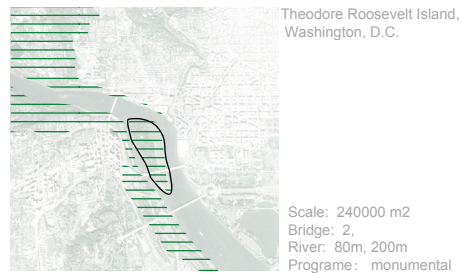 Theodore Roosevelt Island,
Washington, D.C.
Scale: 240000 m2
Bridge: 2,
River: 80m, 200m
Programe: monumental